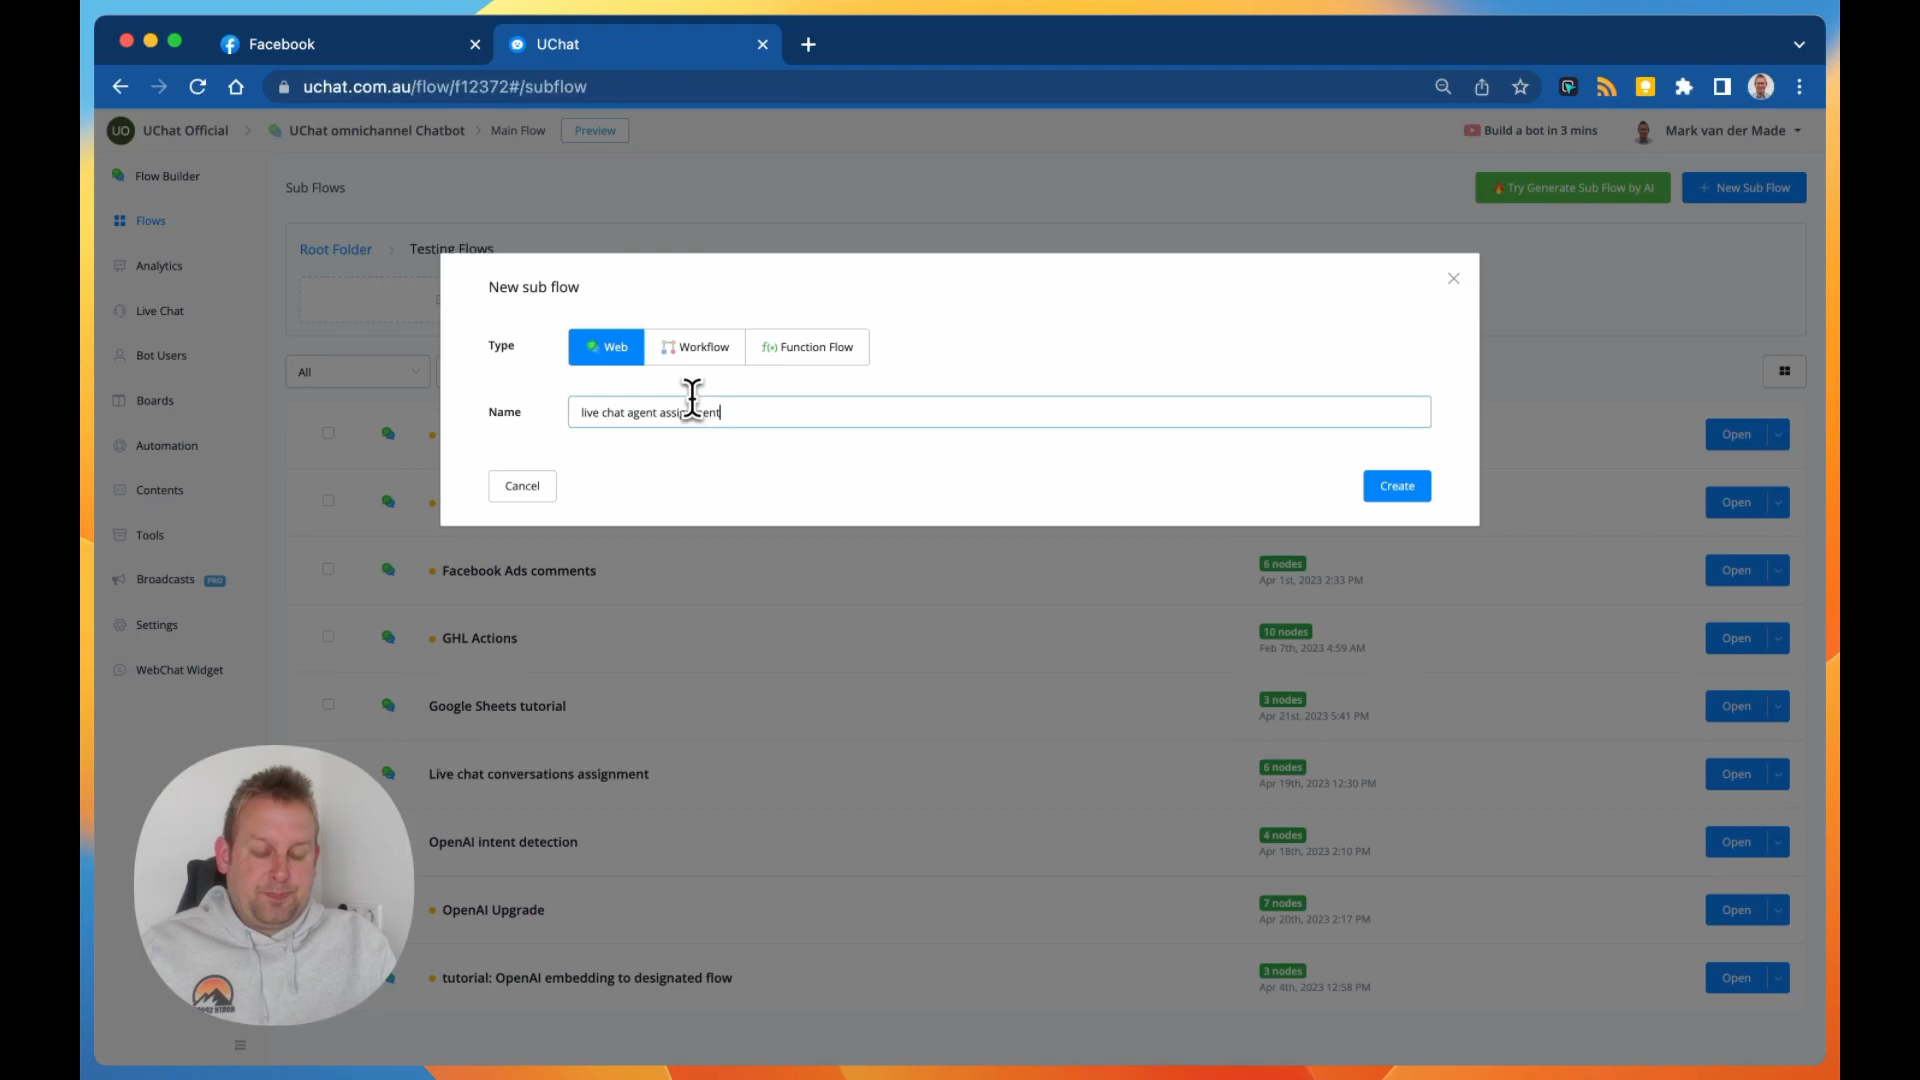 Facebook
UChat
uchat.com.au/flow/f12372#/subflow
UO UChat Official > UChat omnichannel Chatbot > Main Flow Preview
Build a bot in 3 mins Mark van der Made
Flow Builder
Flows
Analytics
Live Chat
Bot Users
Boards
Automation
Contents
Tools
Broadcasts PRO
Settings
WebChat Widget
Sub Flows
Try Generate Sub Flow by AI
+ New Sub Flow
Root Folder > Testing Flows
New sub flow
Type Web Workflow f(x) Function Flow
Name live chat agent assignment
Cancel Create
All
Open
Open
Facebook Ads comments 6 nodes Open
Apr 1st, 2023 2:33 PM
GHL Actions 10 nodes Open
Feb 7th, 2023 4:59 AM
Google Sheets tutorial 3 nodes Open
Apr 21st, 2023 5:41 PM
Live chat conversations assignment 6 nodes Open
Apr 19th, 2023 12:30 PM
OpenAI intent detection 4 nodes Open
Apr 18th, 2023 2:10 PM
OpenAI Upgrade 7 nodes Open
Apr 20th, 2023 2:17 PM
tutorial: OpenAI embedding to designated flow 3 nodes Open
Apr 4th, 2023 12:58 PM